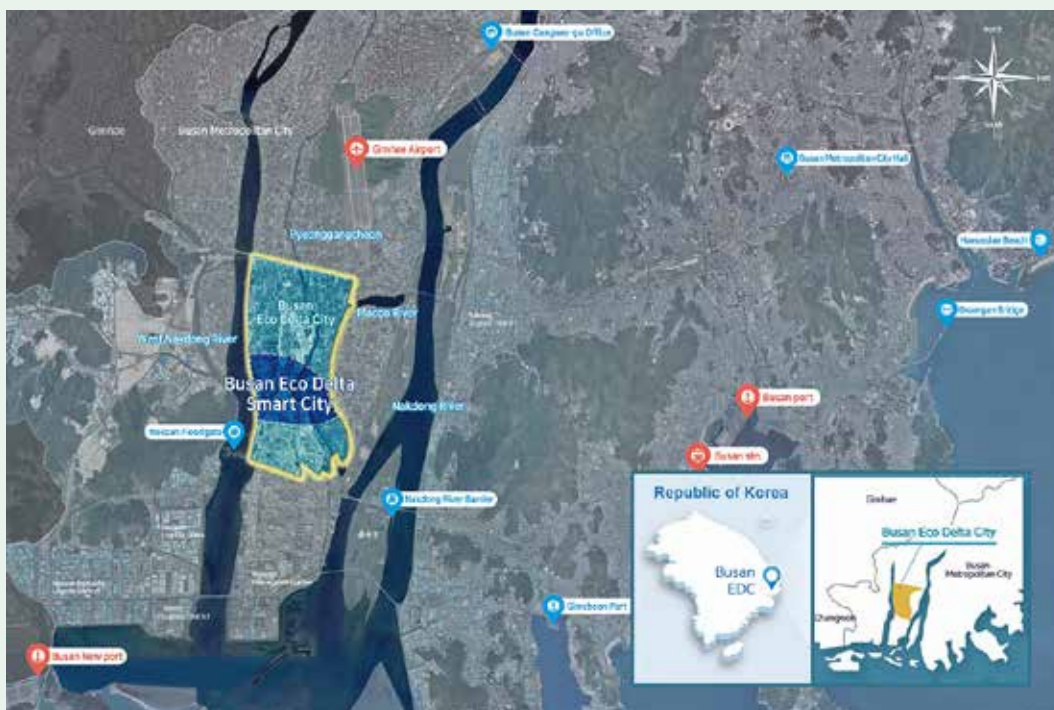 Busan Gangseo-gu Office
north
Gimhae
Busan Metropolitan City
Gimhae Airport
Busan Metropolitan City Hall
Pyeonggangcheon
Haeundae Beach
Busan
Eco Delta City
Macdo River
Gwangan Bridge
West Nakdong River
Busan Eco Delta
Smart City
Nakdong River
Busan port
Noksan Floodgate
Busan stn.
Nakdong River Barrier
Republic of Korea
Busan
EDC
Gimhae
Busan Eco Delta City
Busan
Metropolitan City
Changwon
Gamcheon Port
Busan New port